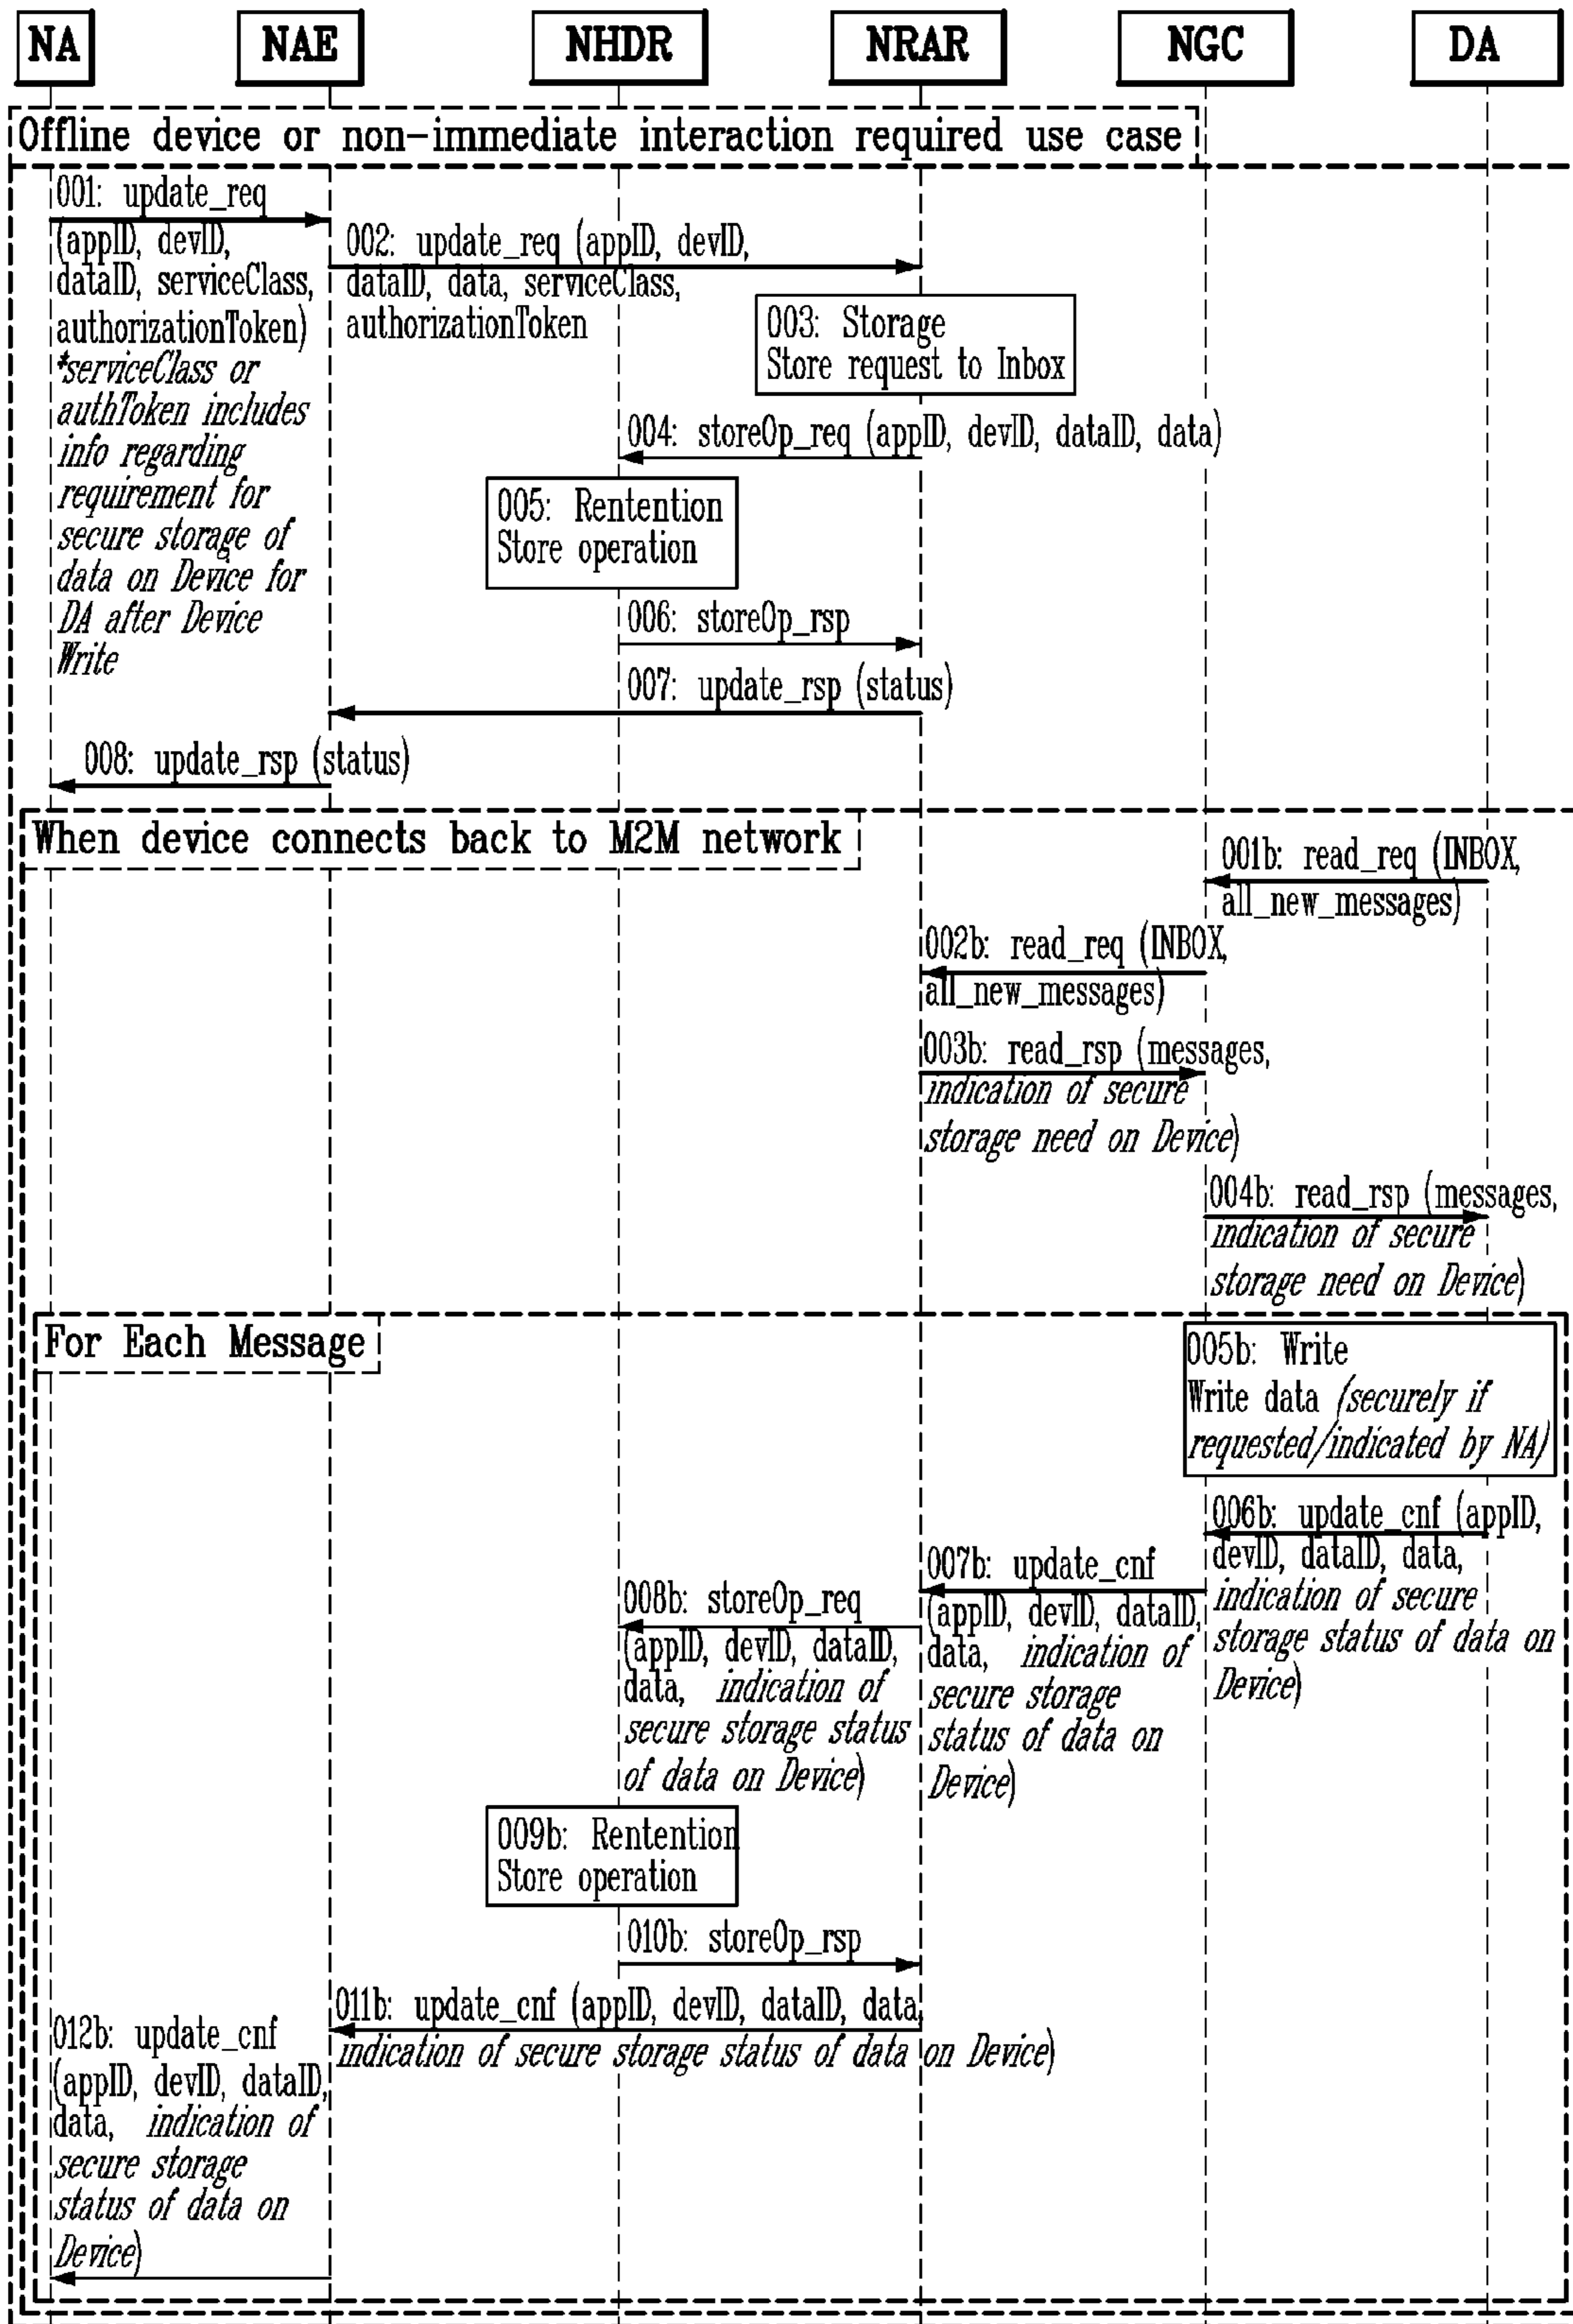 NA
NAE
NHDR
NRAR
NGC
DA
Offline device or non-immediate interaction required use case
001: update_req
(appID, devID,
dataID, serviceClass,
authorizationToken)
*serviceClass or
authToken includes
info regarding
requirement for
secure storage of
data on Device for
DA after Device
Write
002: update_req (appID, devID,
dataID, data, serviceClass,
authorizationToken
003: Storage
Store request to Inbox
004: storeOp_req (appID, devID, dataID, data)
005: Rentention
Store operation
006: storeOp_rsp
007: update_rsp (status)
008: update_rsp (status)
When device connects back to M2M network
001b: read_req (INBOX,
all_new_messages)
002b: read_req (INBOX,
all_new_messages)
003b: read_rsp (messages,
indication of secure
storage need on Device)
004b: read_rsp (messages,
indication of secure
storage need on Device)
For Each Message
005b: Write
Write data (securely if
requested/indicated by NA)
006b: update_cnf (appID,
devID, dataID, data,
indication of secure
storage status of data on
Device)
007b: update_cnf
(appID, devID, dataID,
data, indication of
secure storage
status of data on
Device)
008b: storeOp_req
(appID, devID, dataID,
data, indication of
secure storage status
of data on Device)
009b: Rentention
Store operation
010b: storeOp_rsp
011b: update_cnf (appID, devID, dataID, data,
indication of secure storage status of data on Device)
012b: update_cnf
(appID, devID, dataID,
data, indication of
secure storage
status of data on
Device)